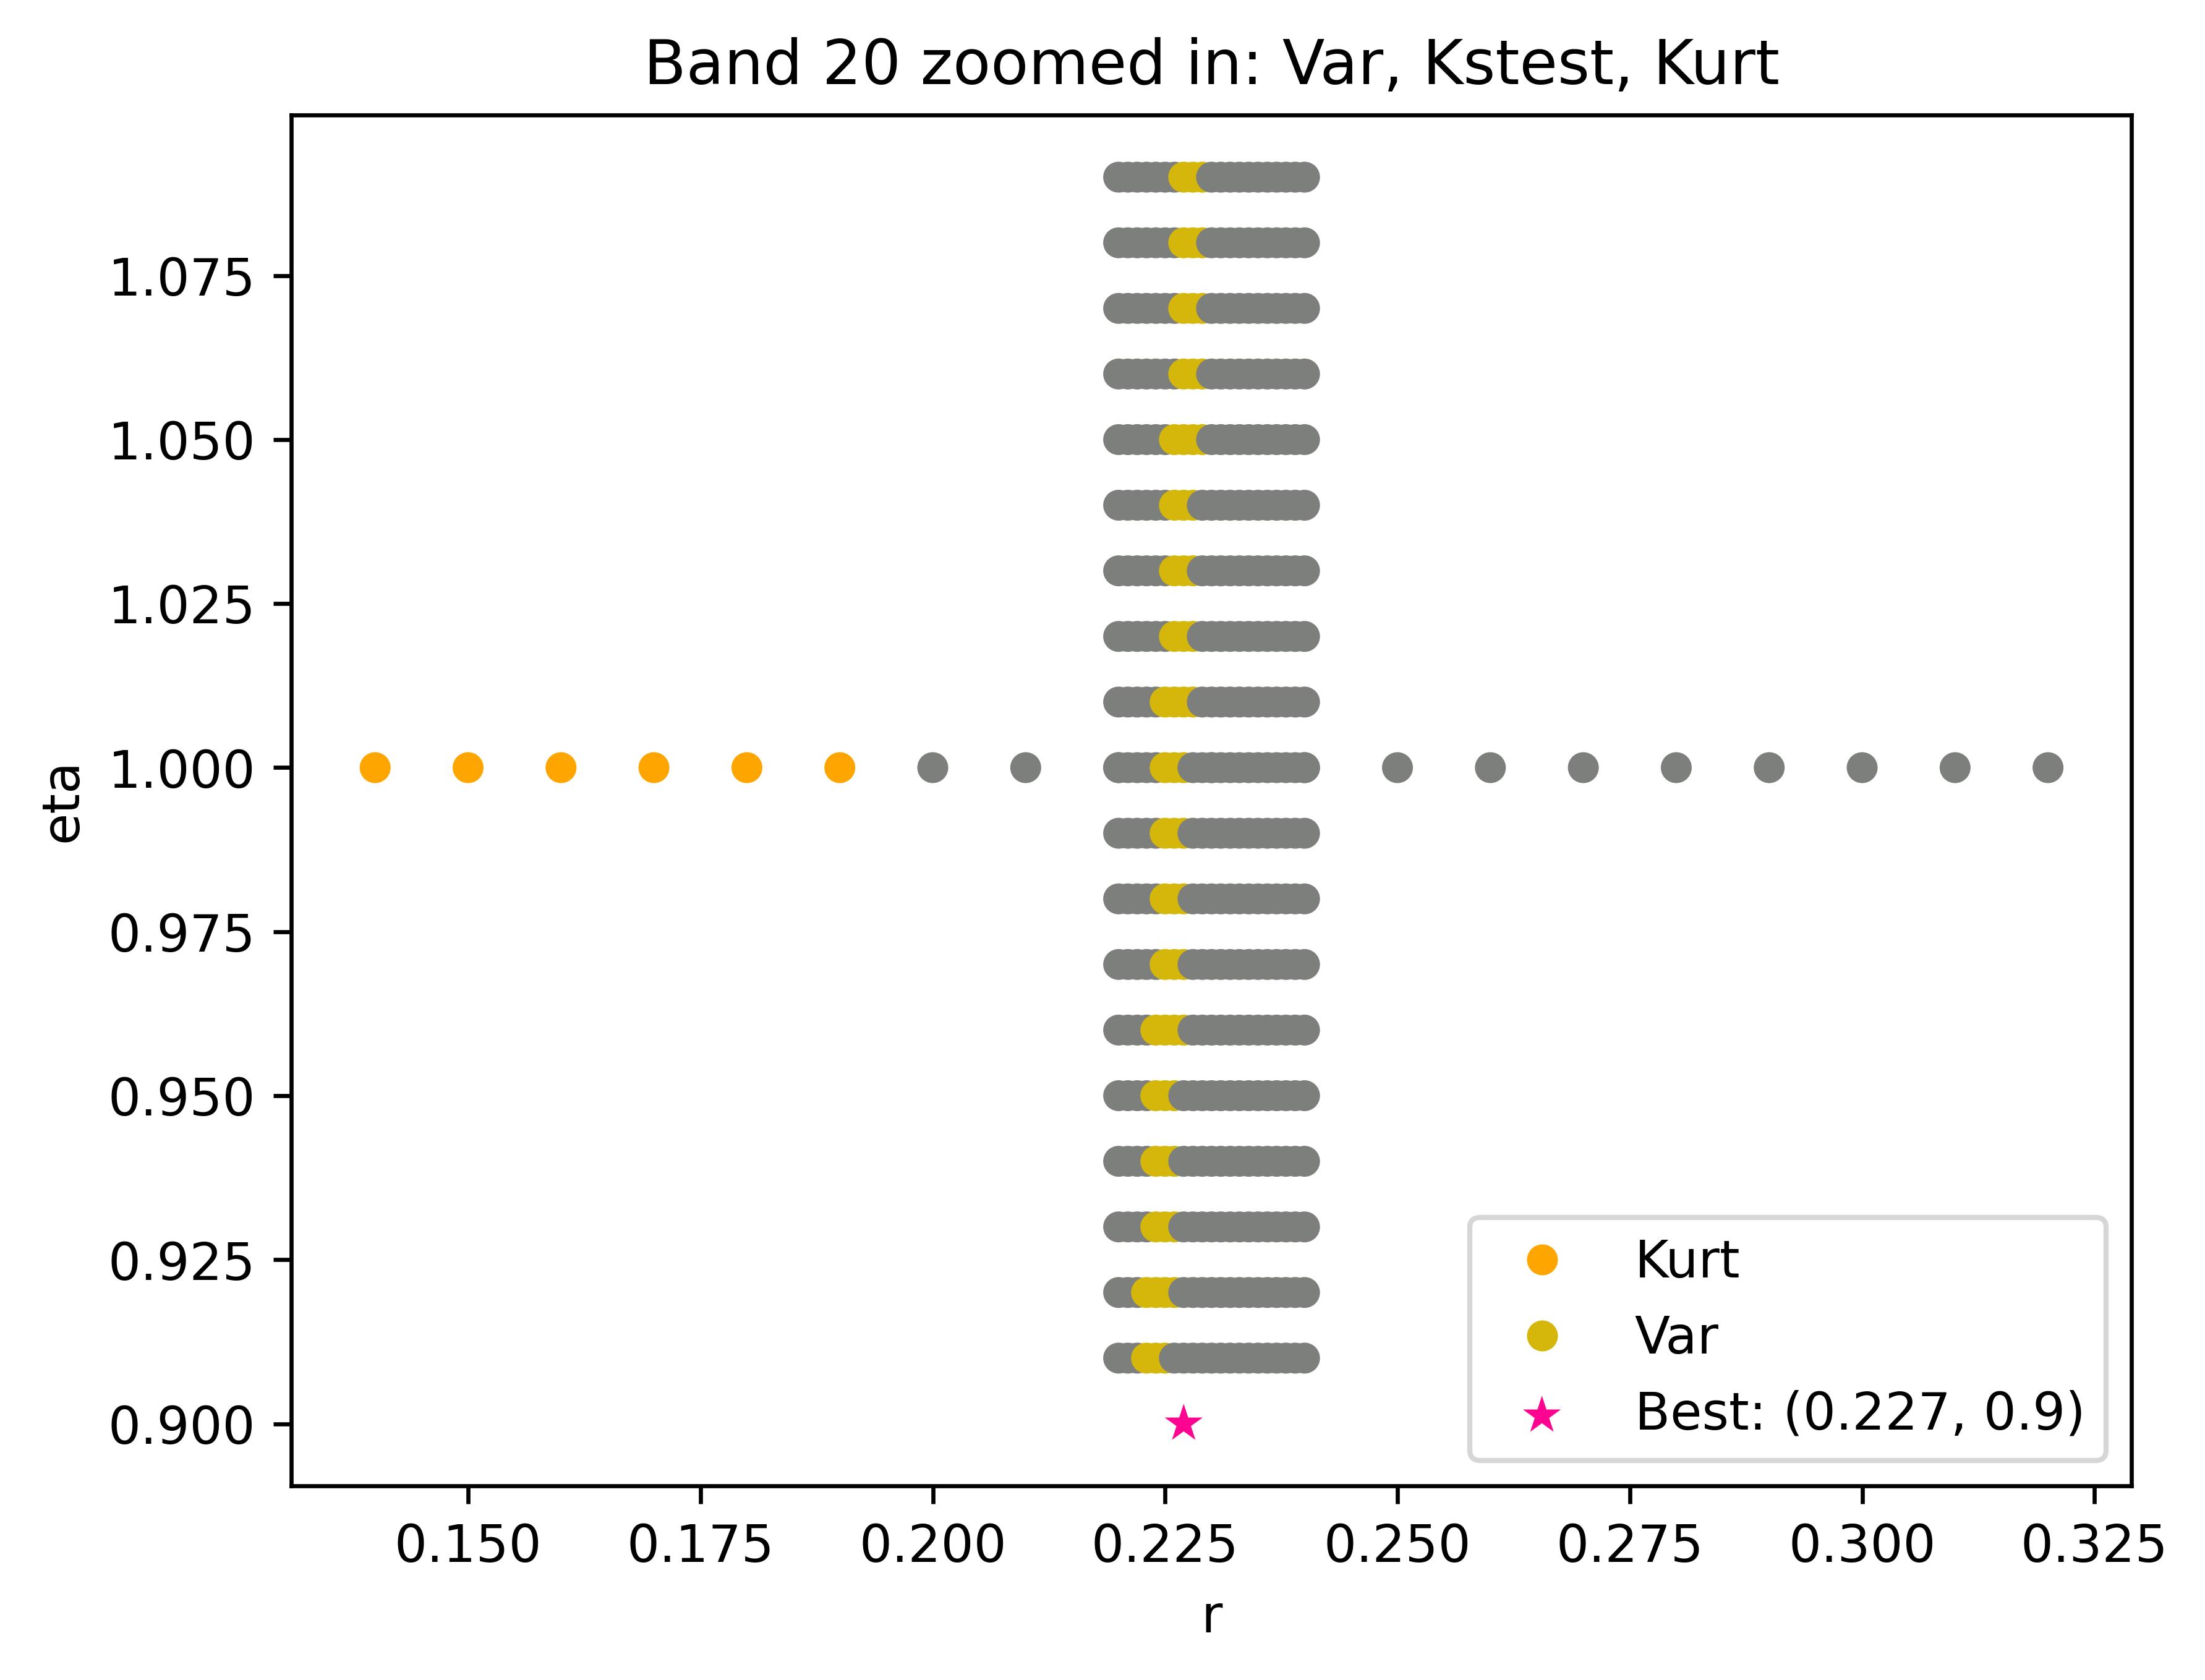 Band 20 zoomed in: Var, Kstest, Kurt
eta
1.075
1.050
1.025
1.000
0.975
0.950
0.925
0.900
Kurt
Var
Best: (0.227, 0.9)
0.150 0.175 0.200 0.225 0.250 0.275 0.300 0.325
r